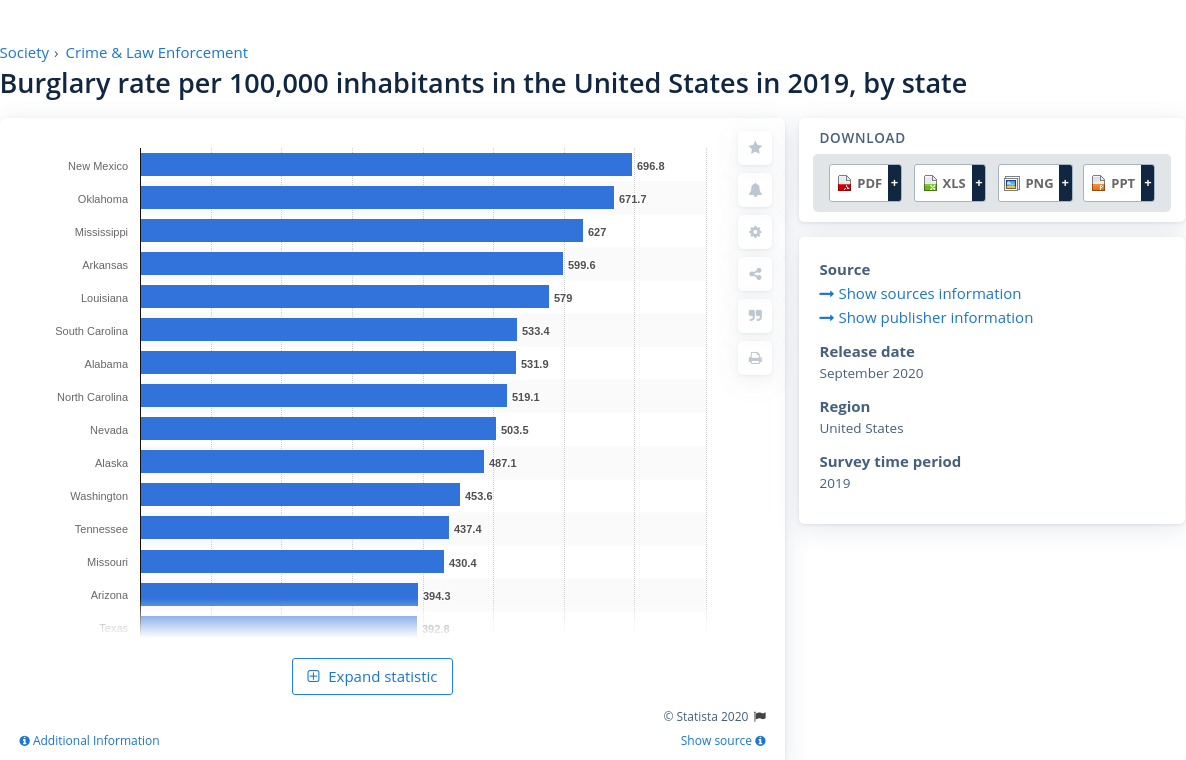 Society › Crime & Law Enforcement
Burglary rate per 100,000 inhabitants in the United States in 2019, by state
New Mexico 696.8
Oklahoma 671.7
Mississippi 627
Arkansas 599.6
Louisiana 579
South Carolina 533.4
Alabama 531.9
North Carolina 519.1
Nevada 503.5
Alaska 487.1
Washington 453.6
Tennessee 437.4
Missouri 430.4
Arizona 394.3
Texas 392.8
Expand statistic
© Statista 2020
Additional Information Show source
DOWNLOAD
PDF + XLS + PNG + PPT +
Source
Show sources information
Show publisher information
Release date
September 2020
Region
United States
Survey time period
2019